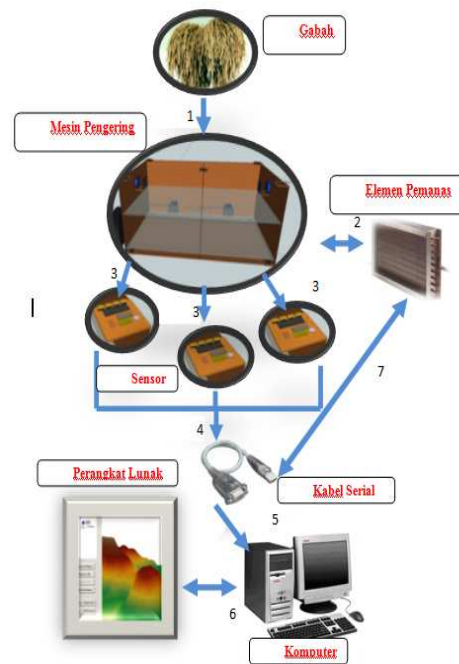 Gabah
1
Mesin Pengering
Elemen Pemanas
2
3
3
3
Sensor
7
4
Perangkat Lunak
Kabel Serial
5
6
Komputer